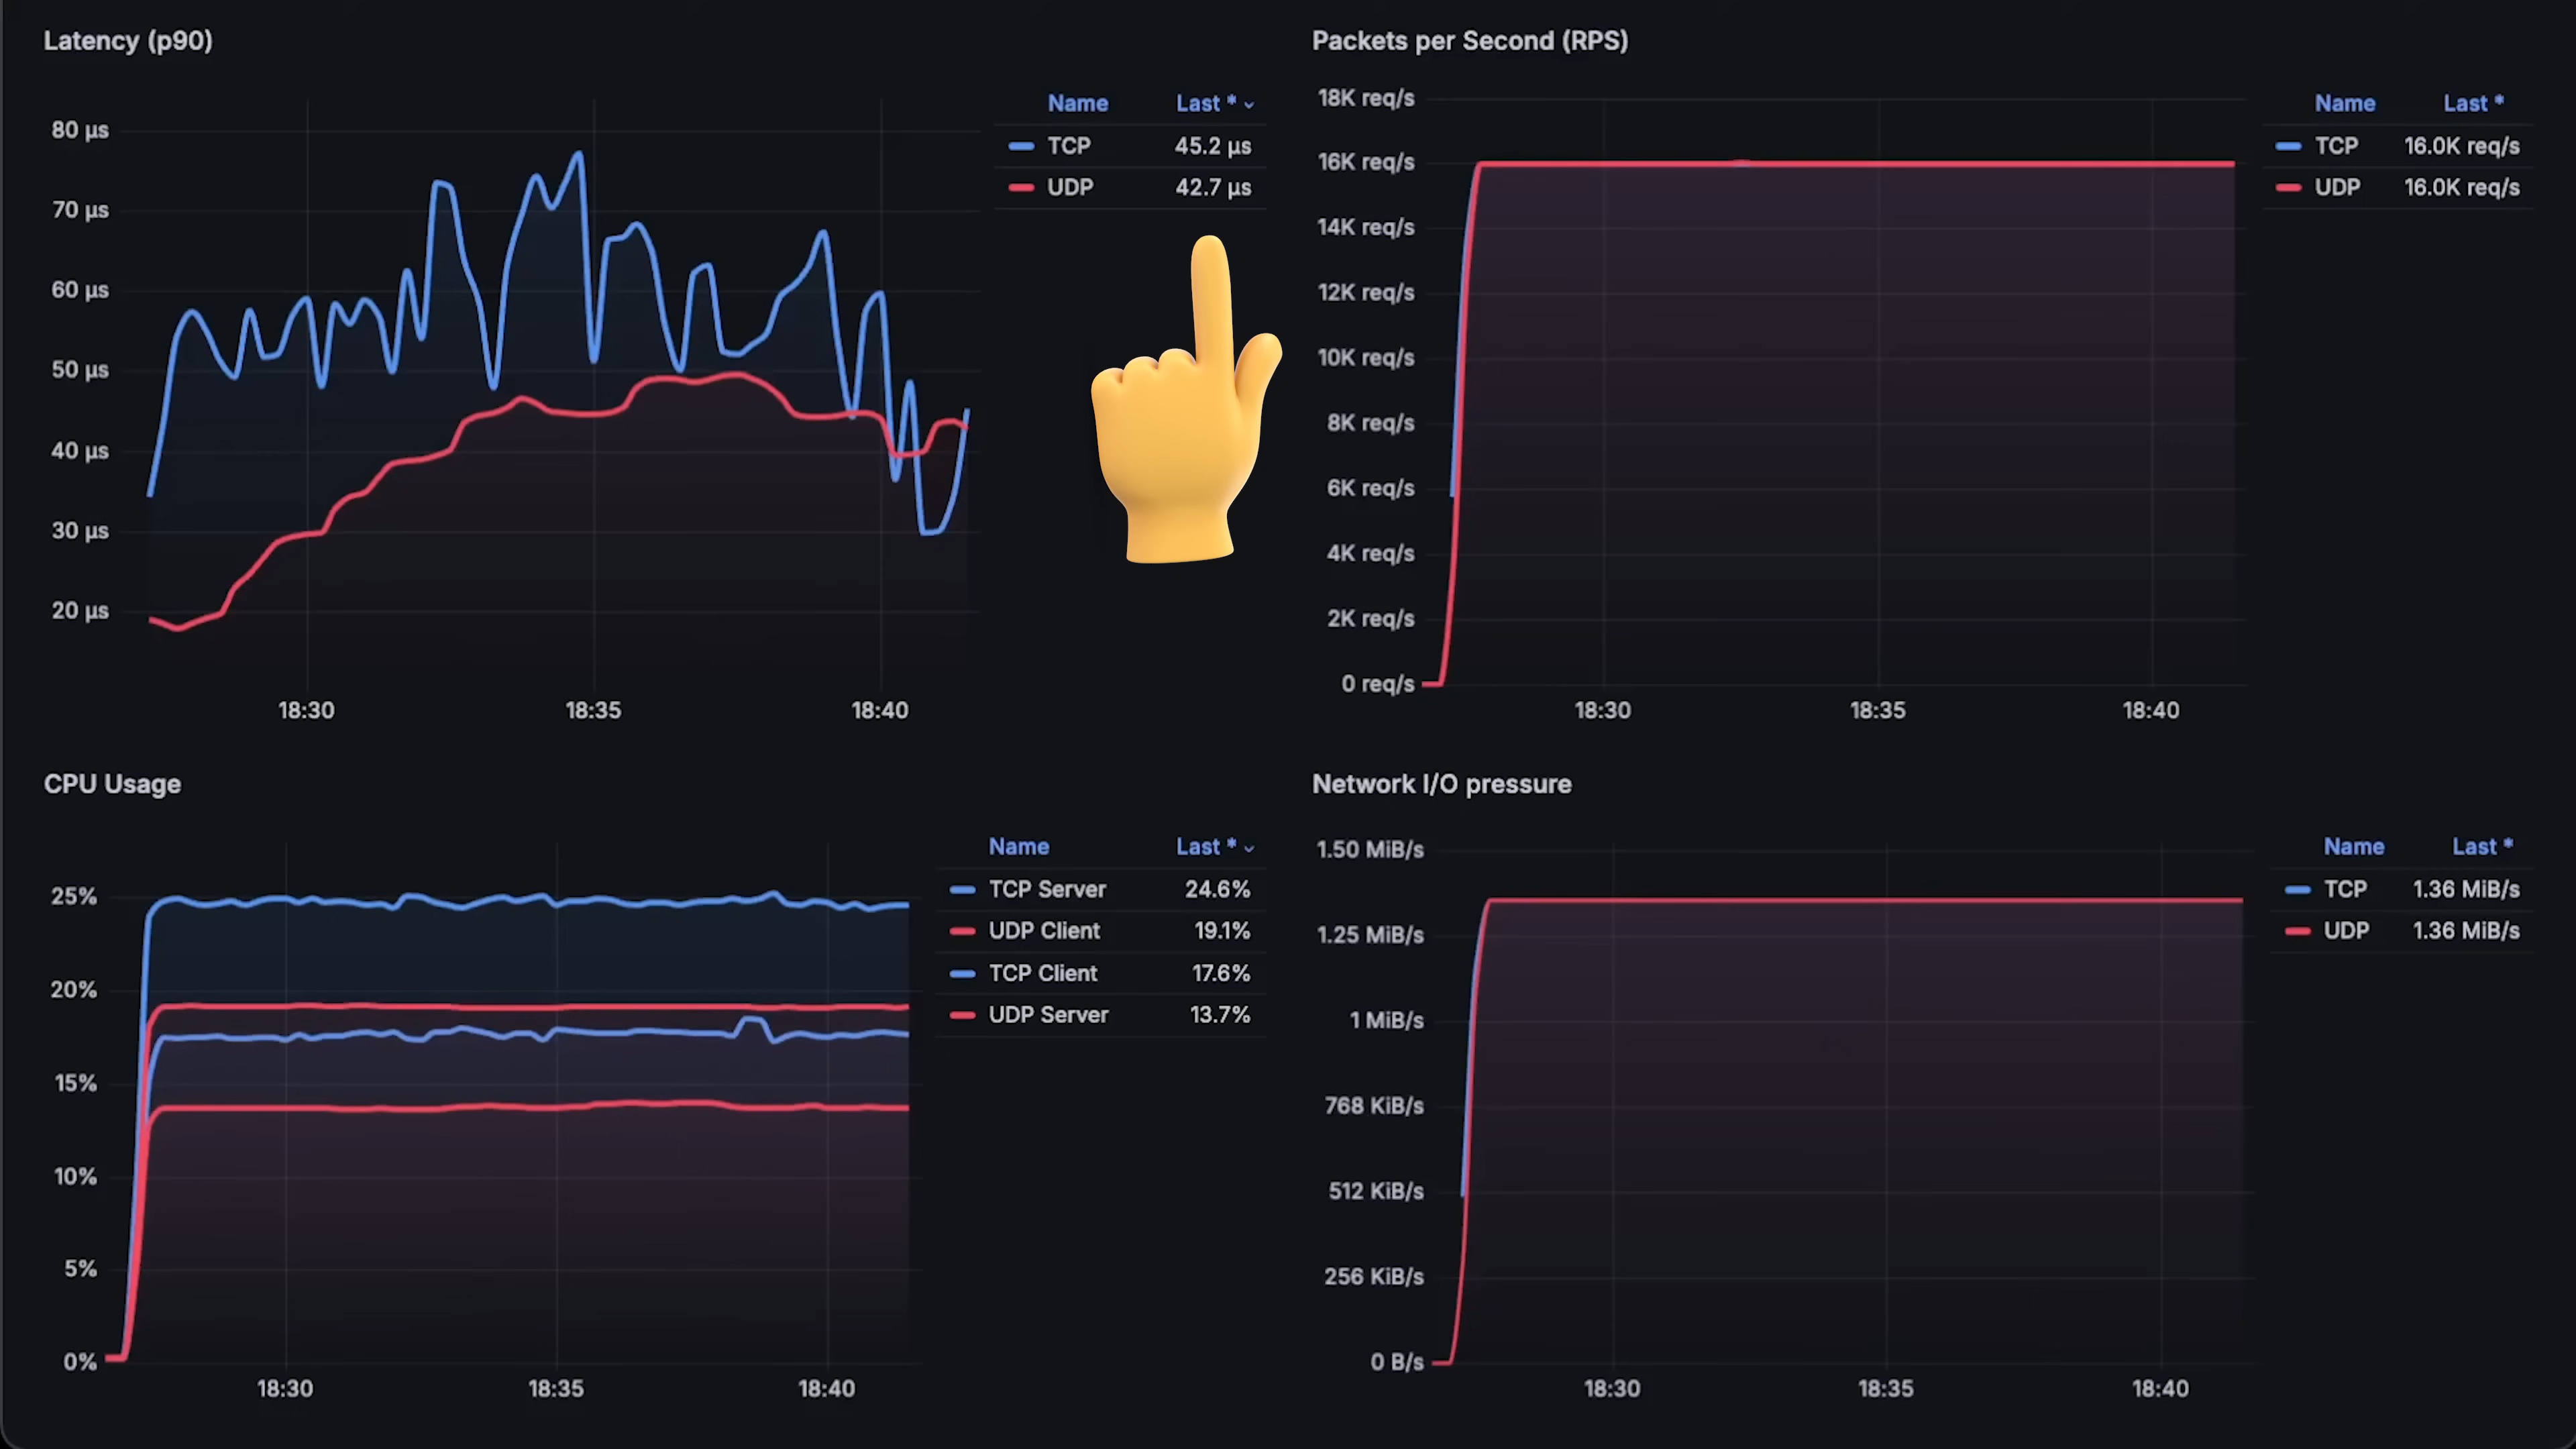 Latency (p90)
Name Last *
TCP 45.2 µs
UDP 42.7 µs
80 µs
70 µs
60 µs
50 µs
40 µs
30 µs
20 µs
18:30 18:35 18:40
Packets per Second (RPS)
Name Last *
TCP 16.0K req/s
UDP 16.0K req/s
18K req/s
16K req/s
14K req/s
12K req/s
10K req/s
8K req/s
6K req/s
4K req/s
2K req/s
0 req/s
18:30 18:35 18:40
CPU Usage
Name Last *
TCP Server 24.6%
UDP Client 19.1%
TCP Client 17.6%
UDP Server 13.7%
25%
20%
15%
10%
5%
0%
18:30 18:35 18:40
Network I/O pressure
Name Last *
TCP 1.36 MiB/s
UDP 1.36 MiB/s
1.50 MiB/s
1.25 MiB/s
1 MiB/s
768 KiB/s
512 KiB/s
256 KiB/s
0 B/s
18:30 18:35 18:40